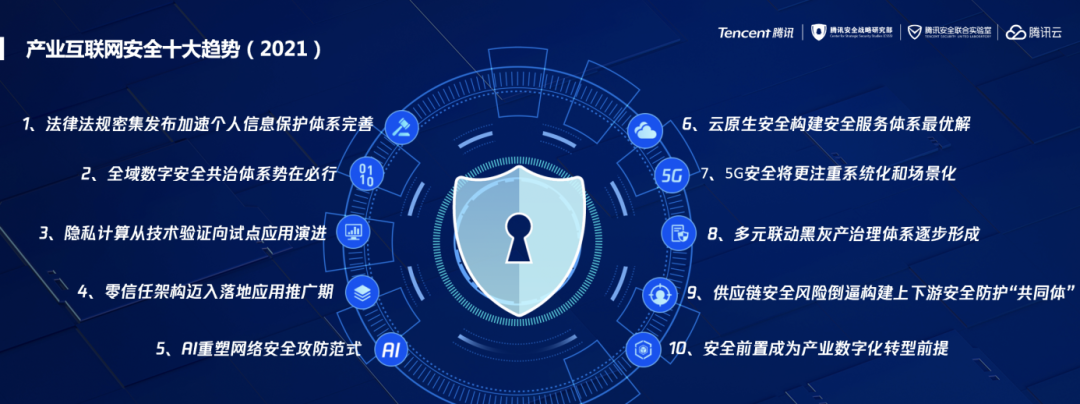 产业互联网安全十大趋势（2021）
Tencent 腾讯
腾讯安全战略研究部
腾讯安全联合实验室
TENCENT SECURITY UNITED LABORATORY
腾讯云
1、法律法规密集发布加速个人信息保护体系完善
2、全域数字安全共治体系势在必行
01
10
3、隐私计算从技术验证向试点应用演进
4、零信任架构迈入落地应用推广期
5、AI重塑网络安全攻防范式
AI
6、云原生安全构建安全服务体系最优解
5G
7、5G安全将更注重系统化和场景化
8、多元联动黑灰产治理体系逐步形成
9、供应链安全风险倒逼构建上下游安全防护“共同体”
10、安全前置成为产业数字化转型前提